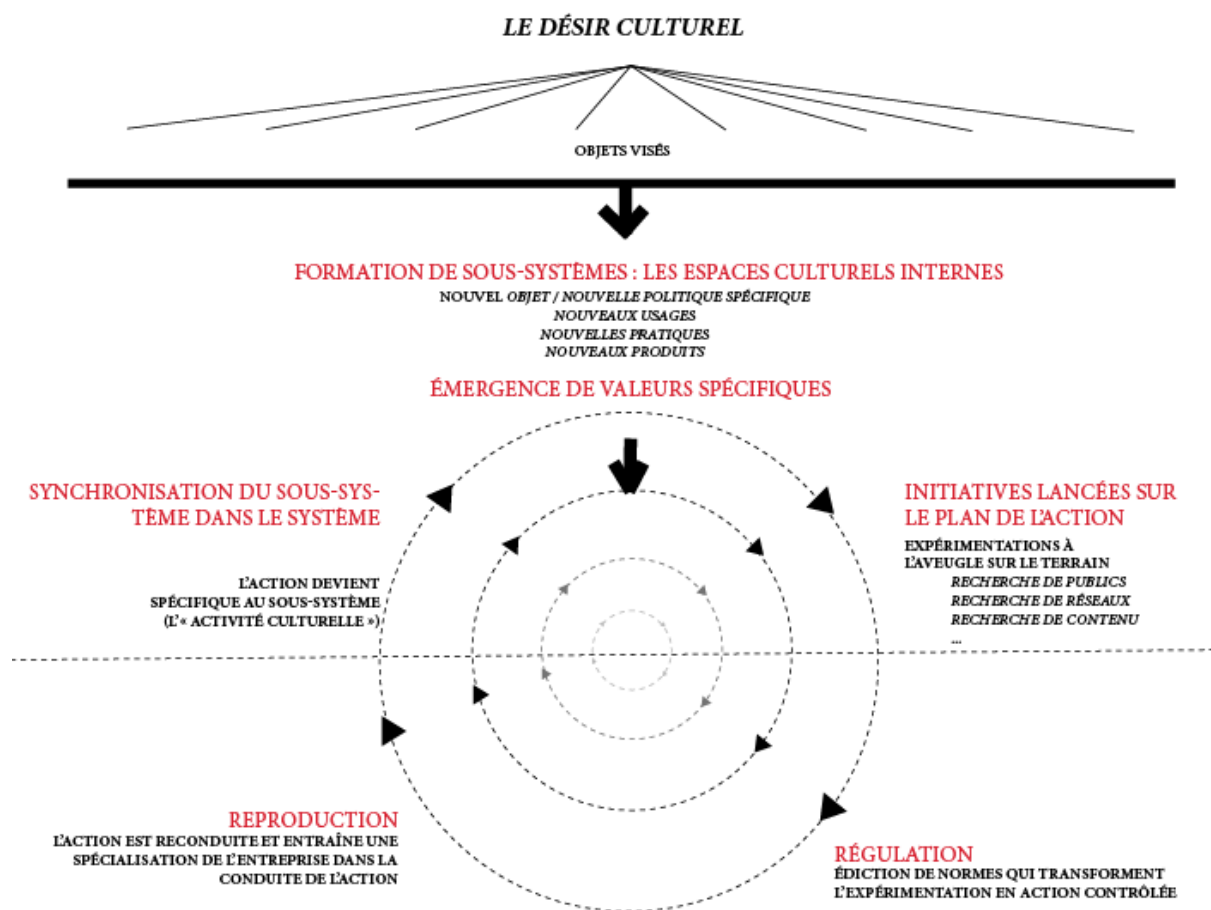 LE DÉSIR CULTUREL
OBJETS VISÉS
FORMATION DE SOUS-SYSTÈMES : LES ESPACES CULTURELS INTERNES
NOUVEL OBJET / NOUVELLE POLITIQUE SPÉCIFIQUE
NOUVEAUX USAGES
NOUVELLES PRATIQUES
NOUVEAUX PRODUITS
ÉMERGENCE DE VALEURS SPÉCIFIQUES
SYNCHRONISATION DU SOUS-SYS-
TÈME DANS LE SYSTÈME
L'ACTION DEVIENT
SPÉCIFIQUE AU SOUS-SYSTÈME
(L'« ACTIVITÉ CULTURELLE »)
INITIATIVES LANCÉES SUR
LE PLAN DE L'ACTION
EXPÉRIMENTATIONS À
L'AVEUGLE SUR LE TERRAIN
RECHERCHE DE PUBLICS
RECHERCHE DE RÉSEAUX
RECHERCHE DE CONTENU
...
REPRODUCTION
L'ACTION EST RECONDUITE ET ENTRAÎNE UNE
SPÉCIALISATION DE L'ENTREPRISE DANS LA
CONDUITE DE L'ACTION
RÉGULATION
ÉDICTION DE NORMES QUI TRANSFORMENT
L'EXPÉRIMENTATION EN ACTION CONTRÔLÉE